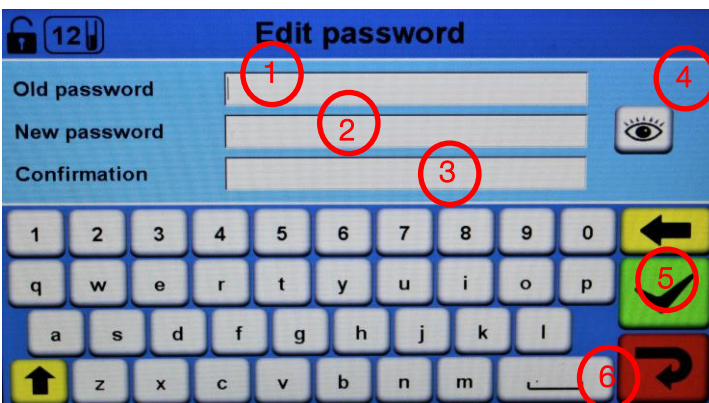 12 Edit password
1
Old password
4
New password
2
Confirmation
3
1 2 3 4 5 6 7 8 9 0
q w e r t y u i o p
5
a s d f g h j k l
z x c v b n m
6